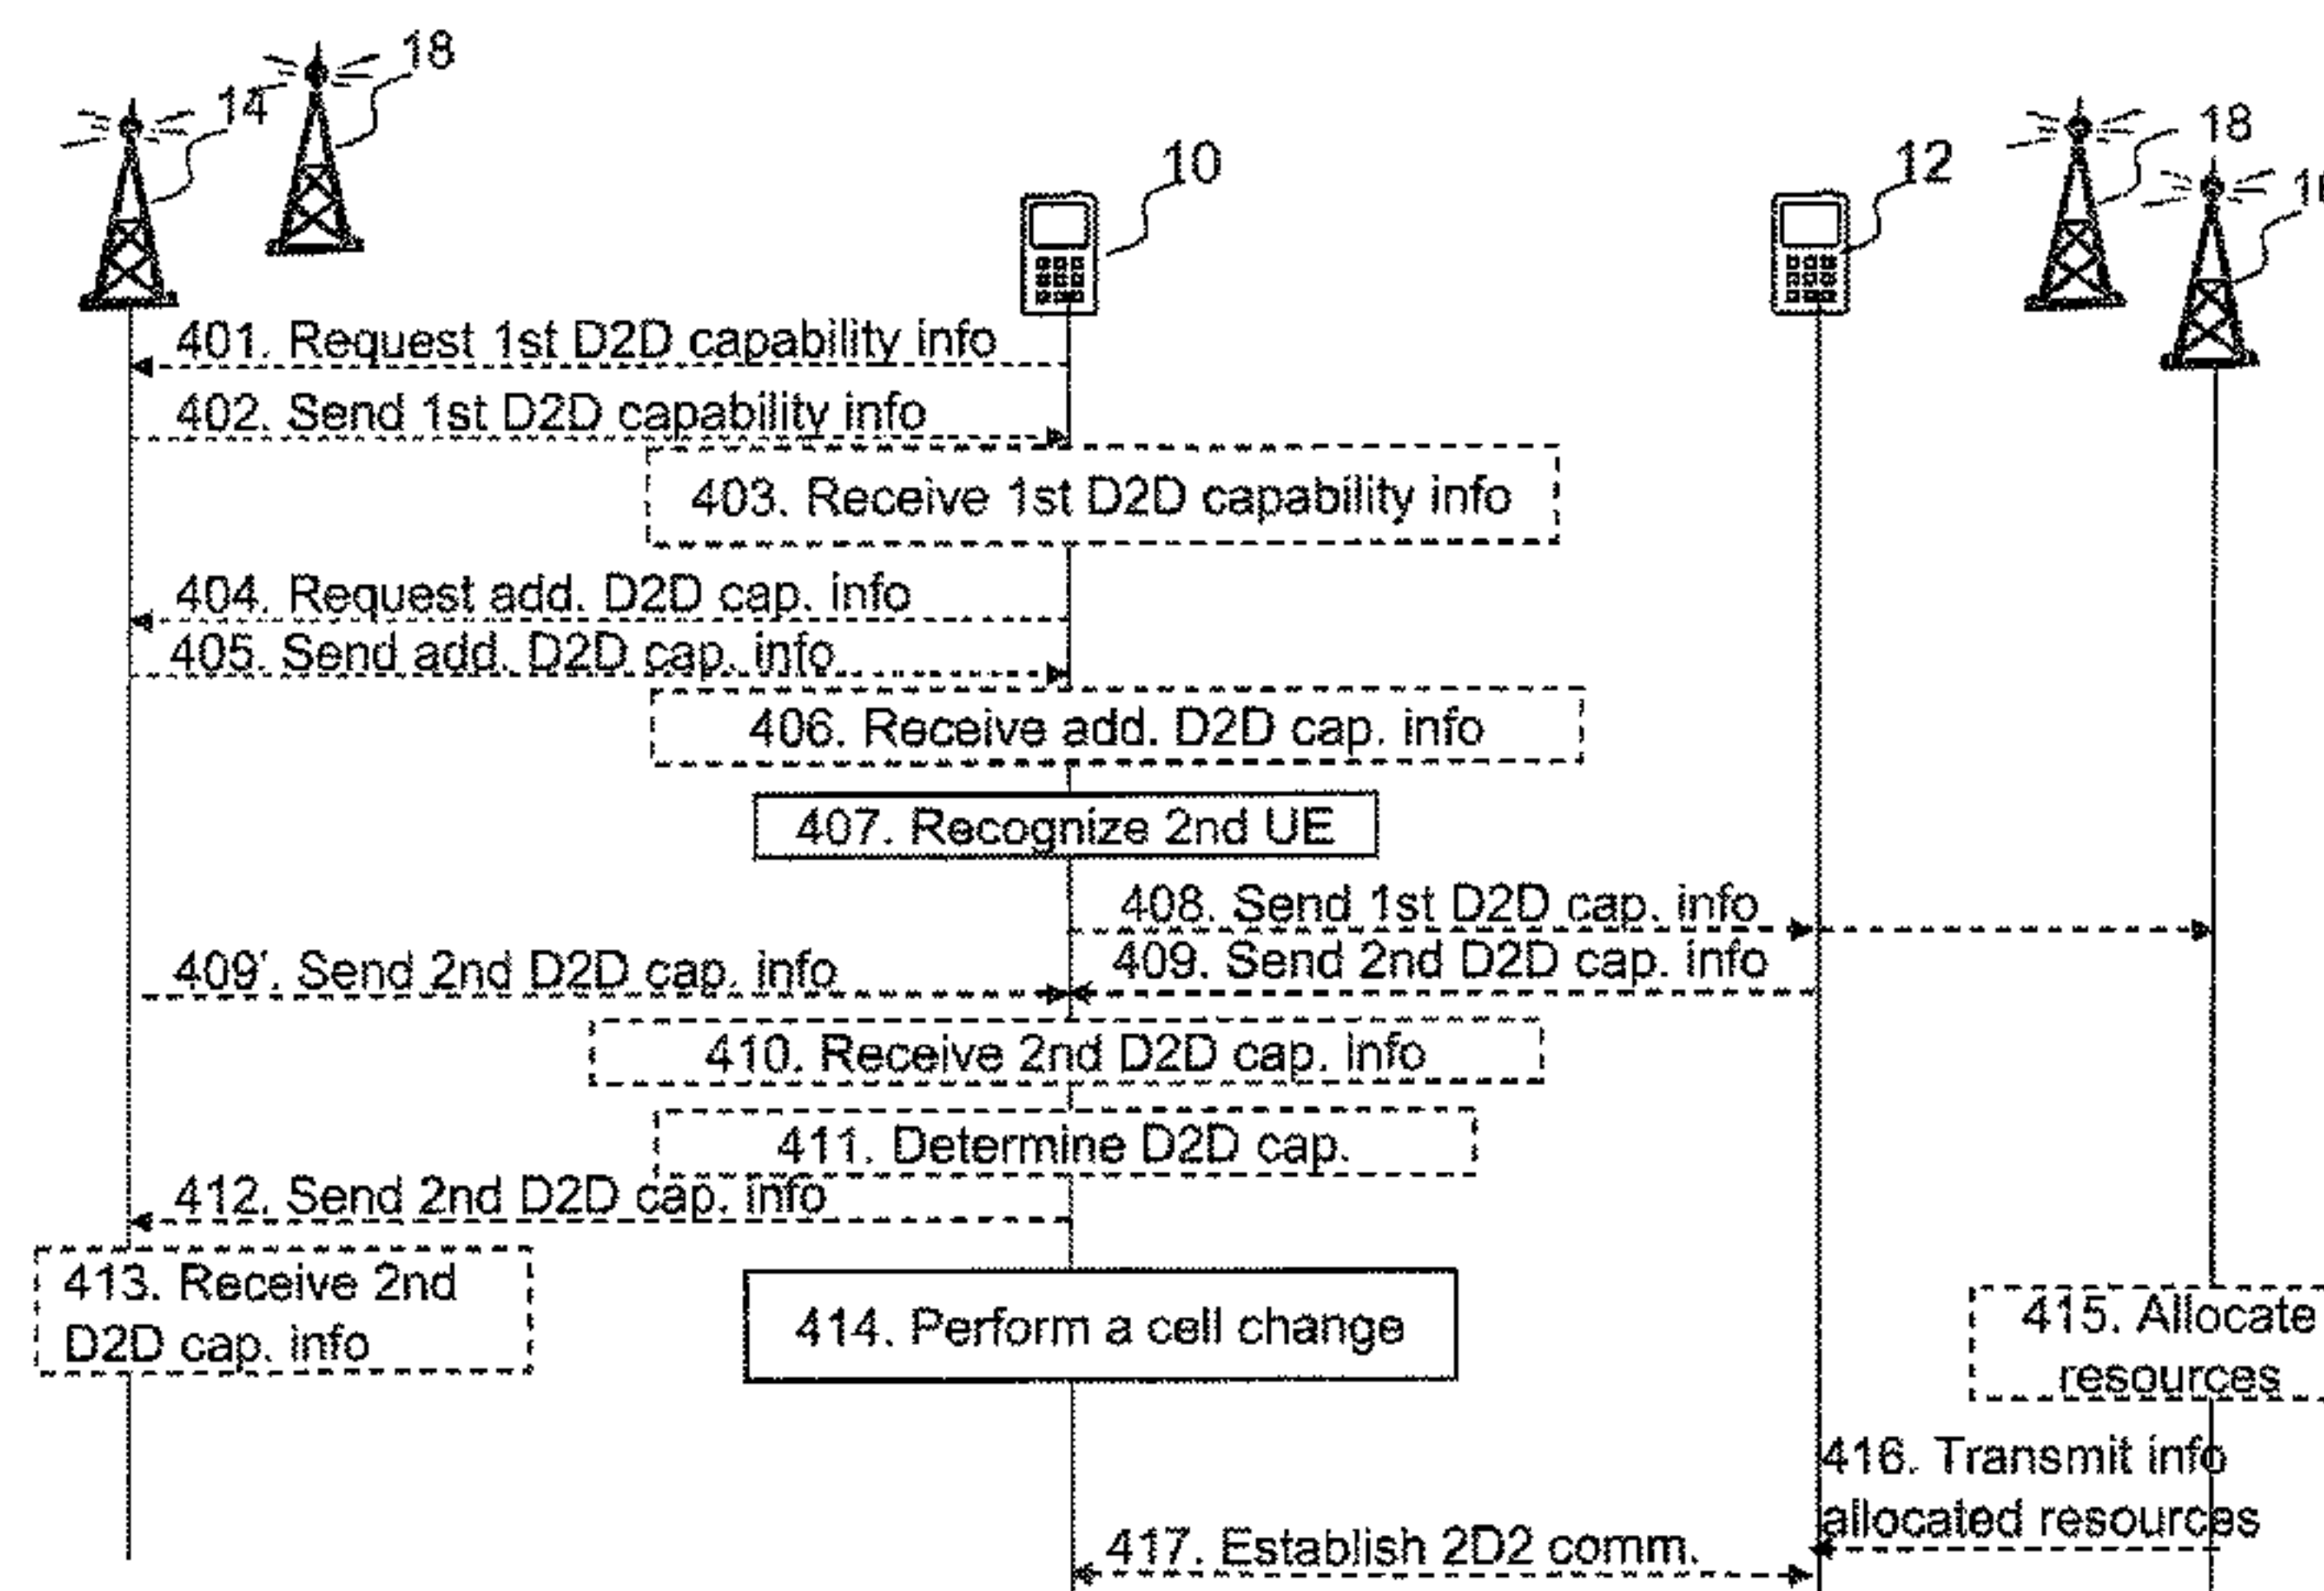 18
14
10
12
18
401. Request 1st D2D capability info
402. Send 1st D2D capability info
403. Receive 1st D2D capability info
404. Request add. D2D cap. info
405. Send add. D2D cap. info
406. Receive add. D2D cap. info
407. Recognize 2nd UE
408. Send 1st D2D cap. info
409'. Send 2nd D2D cap. info
409. Send 2nd D2D cap. info
410. Receive 2nd D2D cap. info
411. Determine D2D cap.
412. Send 2nd D2D cap. info
413. Receive 2nd
D2D cap. info
414. Perform a cell change
415. Allocate
resources
416. Transmit info
allocated resources
417. Establish 2D2 comm.